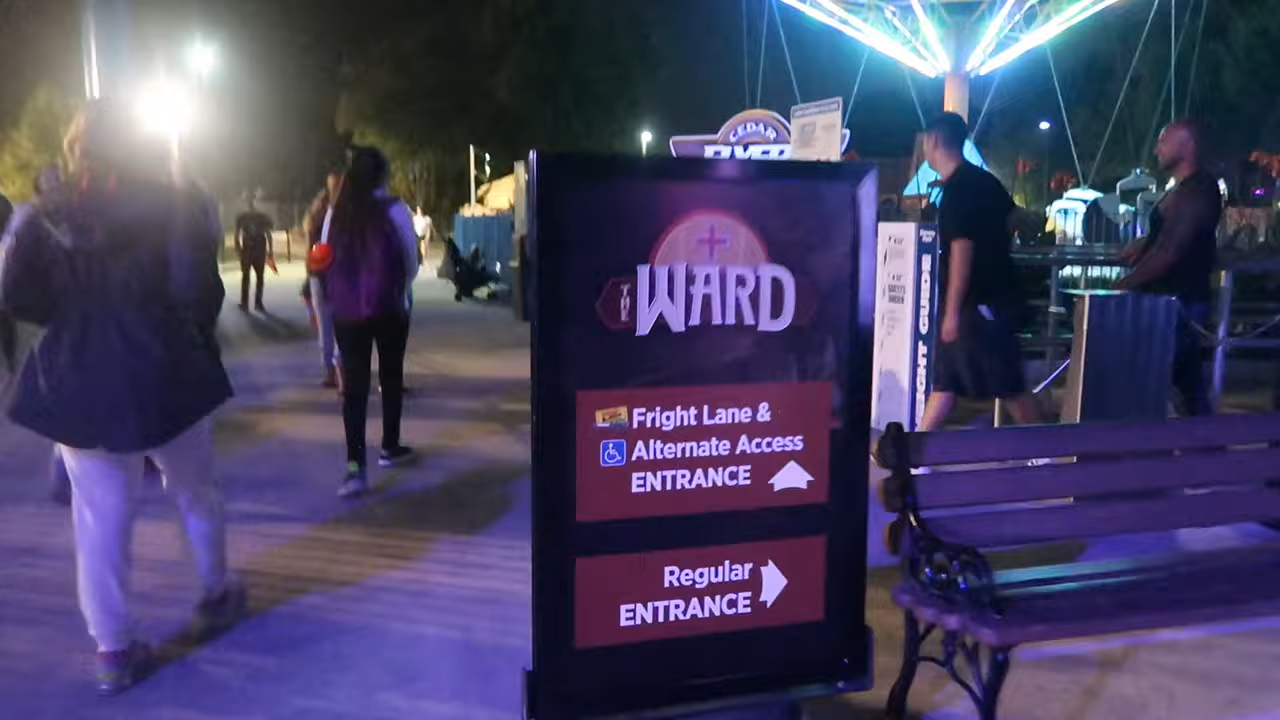 CEDAR
THE
WARD
Fright Lane &
Alternate Access
ENTRANCE
Regular
ENTRANCE